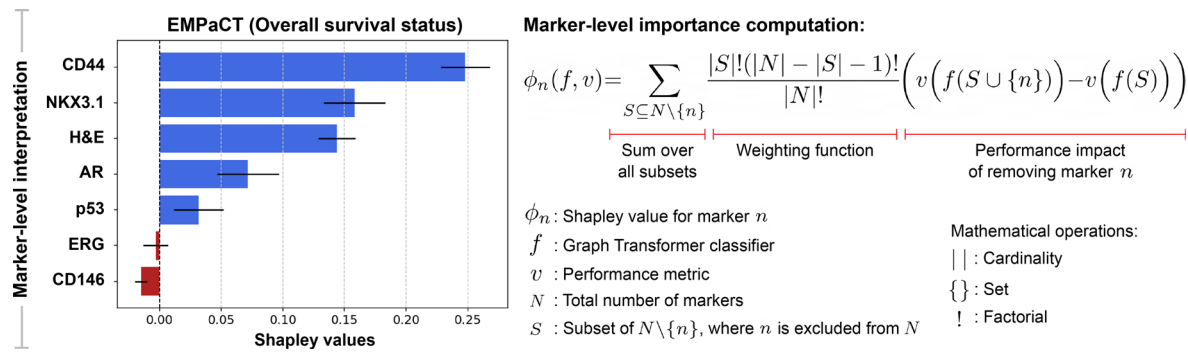 Marker-level interpretation
EMPaCT (Overall survival status)
CD44
NKX3.1
H&E
AR
p53
ERG
CD146
0.00 0.05 0.10 0.15 0.20 0.25
Shapley values
Marker-level importance computation:
ϕₙ(f, v)= ∑_{S⊆N\{n}} |S|!(|N| − |S| − 1)! / |N|! (v(f(S ∪ {n}))−v(f(S)))
Sum over
all subsets
Weighting function
Performance impact
of removing marker n
ϕₙ : Shapley value for marker n
f : Graph Transformer classifier
v : Performance metric
N : Total number of markers
S : Subset of N\{n}, where n is excluded from N
Mathematical operations:
| | : Cardinality
{} : Set
! : Factorial